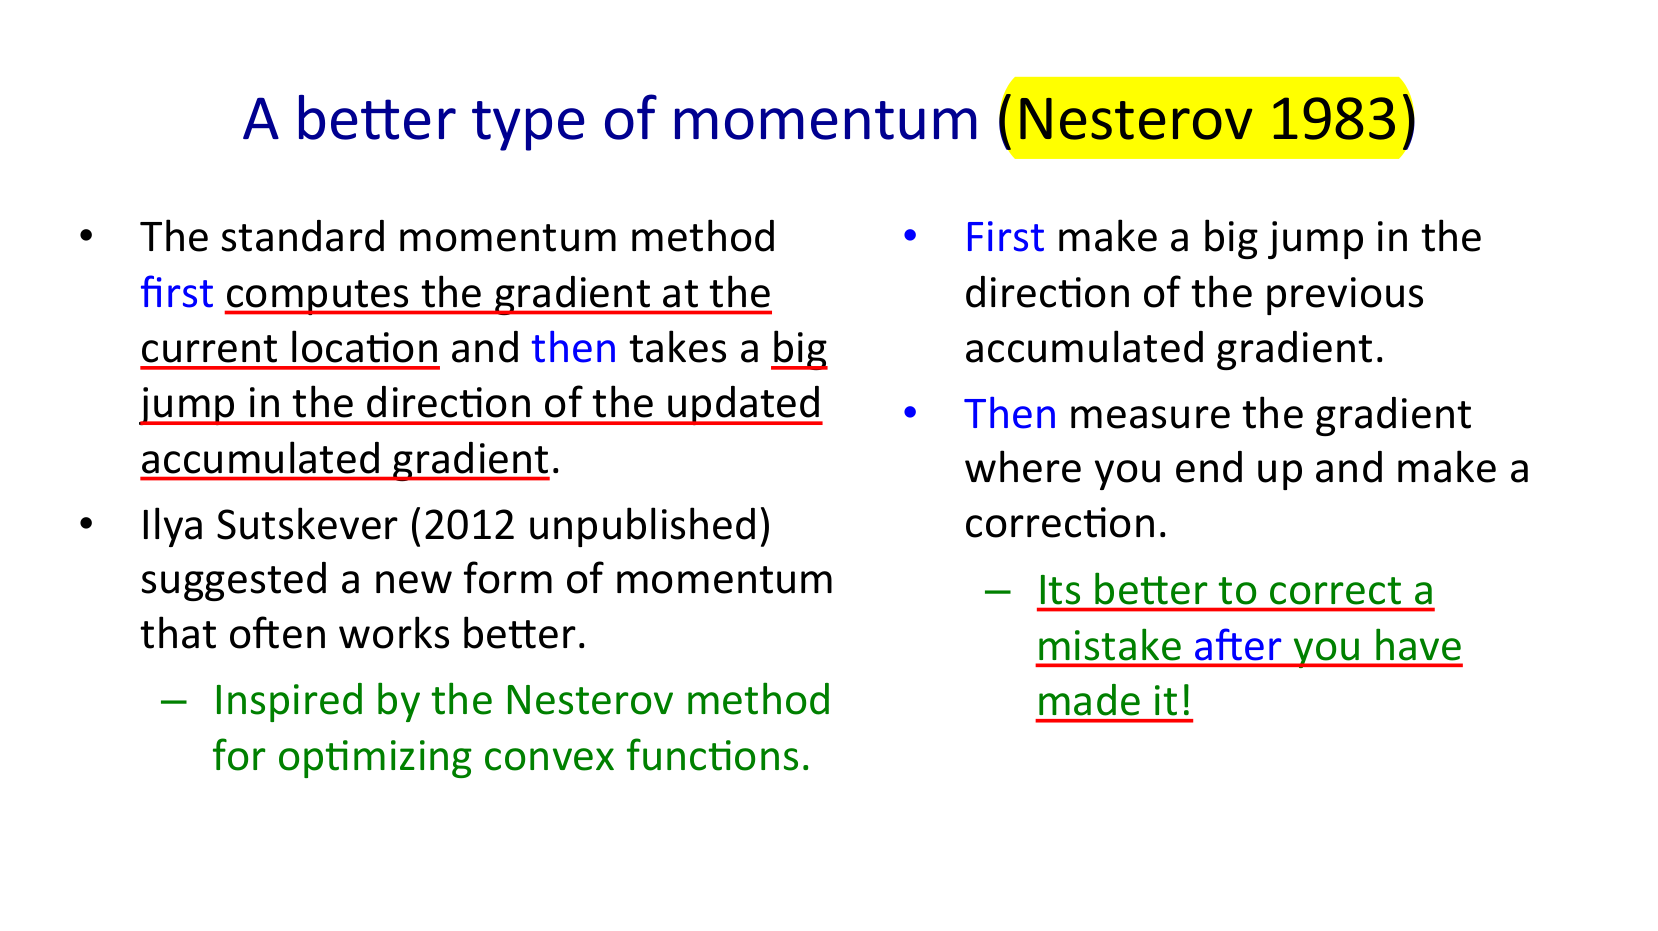 A better type of momentum (Nesterov 1983)
• The standard momentum method
first computes the gradient at the
current location and then takes a big
jump in the direction of the updated
accumulated gradient.
• Ilya Sutskever (2012 unpublished)
suggested a new form of momentum
that often works better.
– Inspired by the Nesterov method
for optimizing convex functions.
• First make a big jump in the
direction of the previous
accumulated gradient.
• Then measure the gradient
where you end up and make a
correction.
– Its better to correct a
mistake after you have
made it!